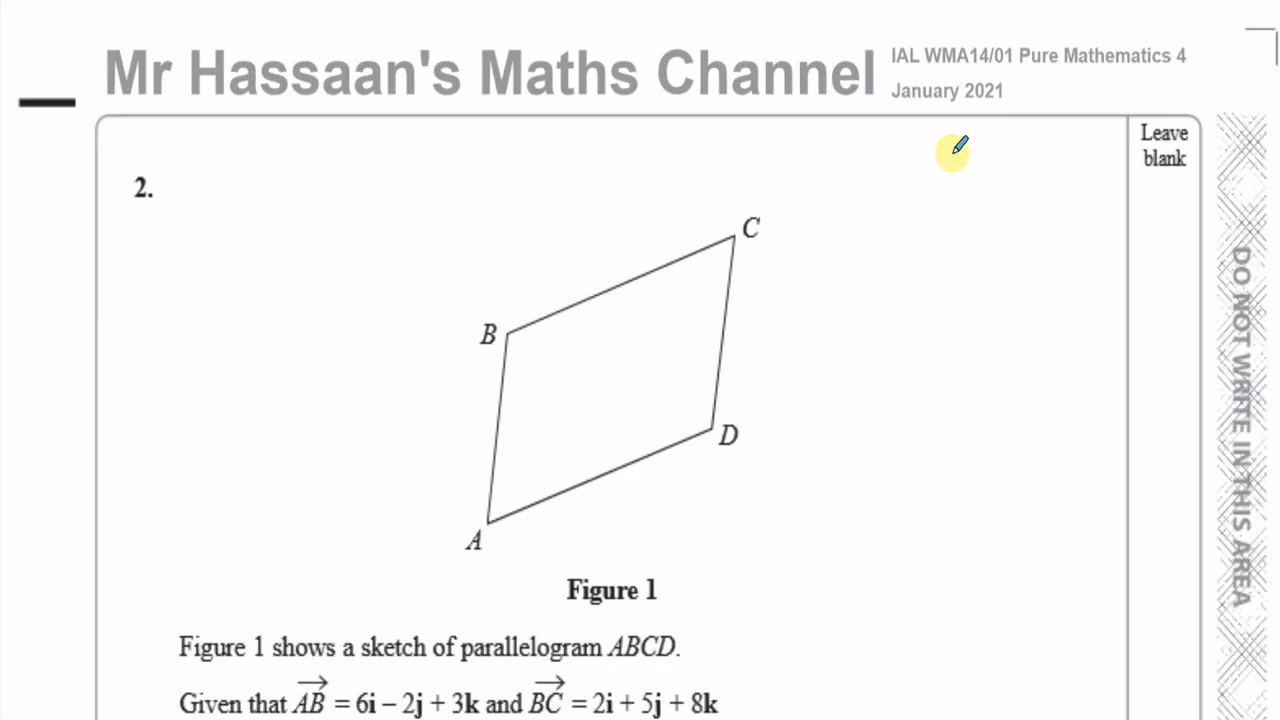 Mr Hassaan's Maths Channel
IAL WMA14/01 Pure Mathematics 4
January 2021
Leave
blank
2.
C
B
D
A
Figure 1
Figure 1 shows a sketch of parallelogram ABCD.
Given that AB⃗ = 6i – 2j + 3k and BC⃗ = 2i + 5j + 8k
DO NOT WRITE IN THIS AREA